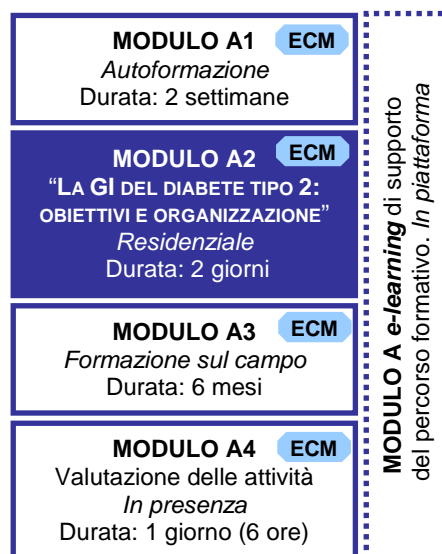 MODULO A1 ECM
Autoformazione
Durata: 2 settimane
MODULO A2 ECM
“LA GI DEL DIABETE TIPO 2:
OBIETTIVI E ORGANIZZAZIONE”
Residenziale
Durata: 2 giorni
MODULO A3 ECM
Formazione sul campo
Durata: 6 mesi
MODULO A4 ECM
Valutazione delle attività
In presenza
Durata: 1 giorno (6 ore)
MODULO A e-learning di supporto
del percorso formativo. In piattaforma